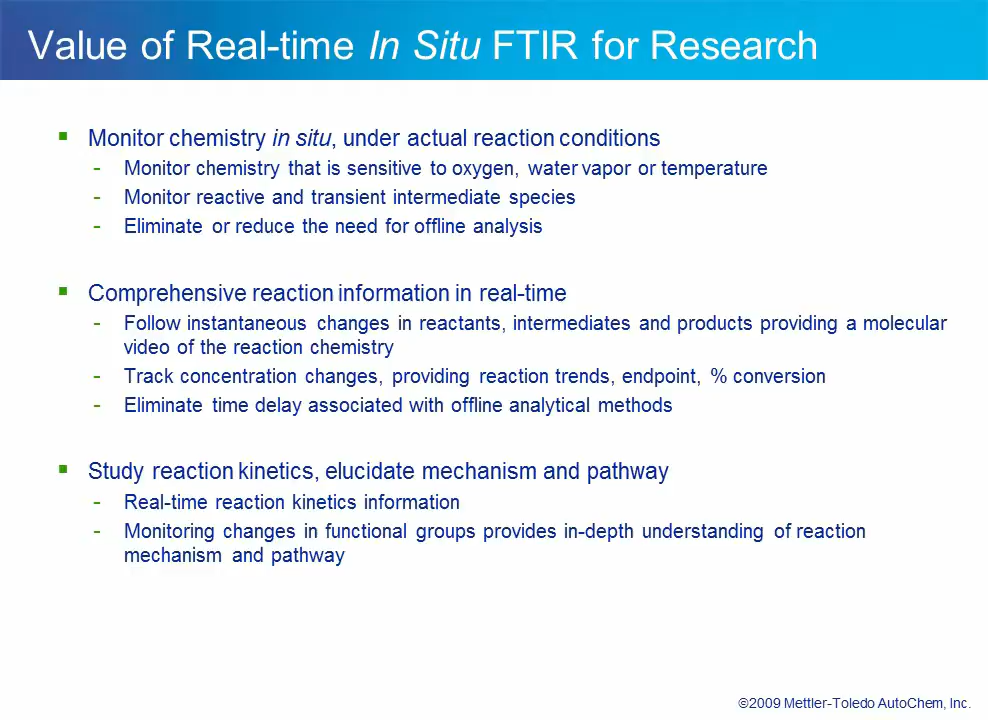 Value of Real-time In Situ FTIR for Research
▪ Monitor chemistry in situ, under actual reaction conditions
- Monitor chemistry that is sensitive to oxygen, water vapor or temperature
- Monitor reactive and transient intermediate species
- Eliminate or reduce the need for offline analysis
▪ Comprehensive reaction information in real-time
- Follow instantaneous changes in reactants, intermediates and products providing a molecular
video of the reaction chemistry
- Track concentration changes, providing reaction trends, endpoint, % conversion
- Eliminate time delay associated with offline analytical methods
▪ Study reaction kinetics, elucidate mechanism and pathway
- Real-time reaction kinetics information
- Monitoring changes in functional groups provides in-depth understanding of reaction
mechanism and pathway
©2009 Mettler-Toledo AutoChem, Inc.